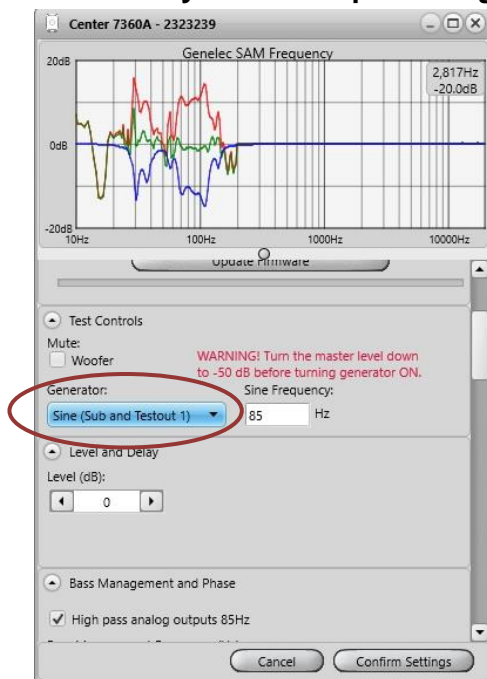 Center 7360A - 2323239
Genelec SAM Frequency
20dB
2,817Hz
-20.0dB
0dB
-20dB
10Hz 100Hz 1000Hz 10000Hz
Update Firmware
Test Controls
Mute:
Woofer
WARNING! Turn the master level down
to -50 dB before turning generator ON.
Generator: Sine Frequency:
Sine (Sub and Testout 1) 85 Hz
Level and Delay
Level (dB):
0
Bass Management and Phase
High pass analog outputs 85Hz
Cancel Confirm Settings